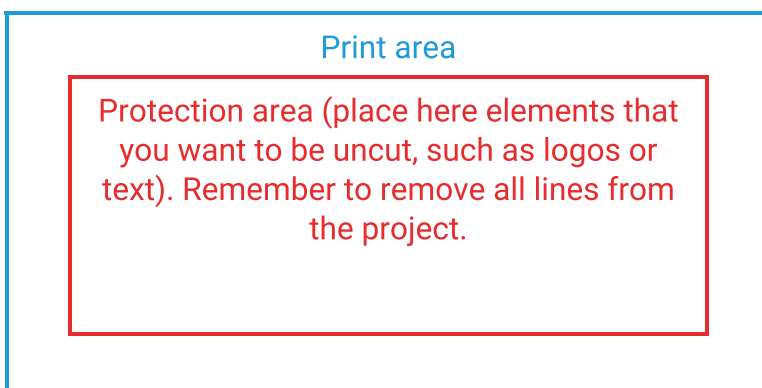 Print area
Protection area (place here elements that
you want to be uncut, such as logos or
text). Remember to remove all lines from
the project.